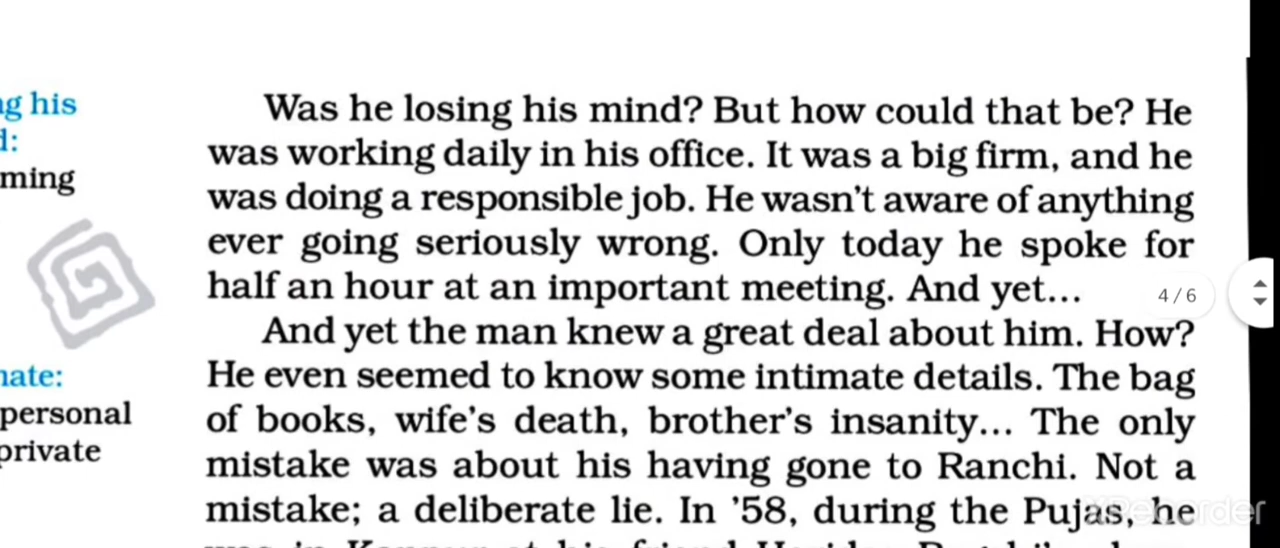 Was he losing his mind? But how could that be? He
was working daily in his office. It was a big firm, and he
was doing a responsible job. He wasn't aware of anything
ever going seriously wrong. Only today he spoke for
half an hour at an important meeting. And yet...
And yet the man knew a great deal about him. How?
He even seemed to know some intimate details. The bag
of books, wife's death, brother's insanity... The only
mistake was about his having gone to Ranchi. Not a
mistake; a deliberate lie. In '58, during the Pujas, he
his
personal
private
4/6
XRecorder